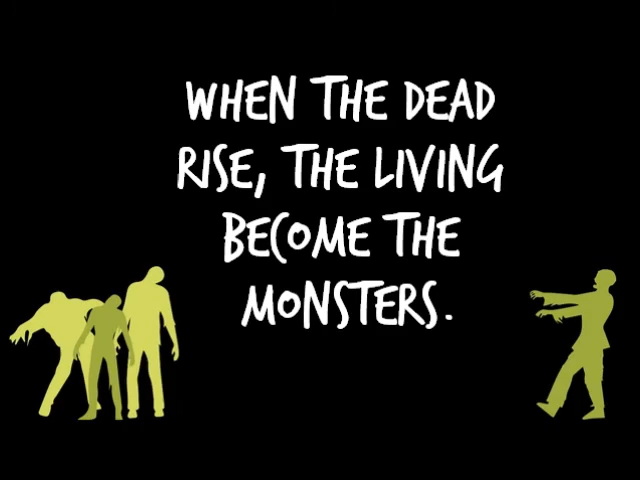 WHEN THE DEAD
RISE, THE LIVING
BECOME THE
MONSTERS.